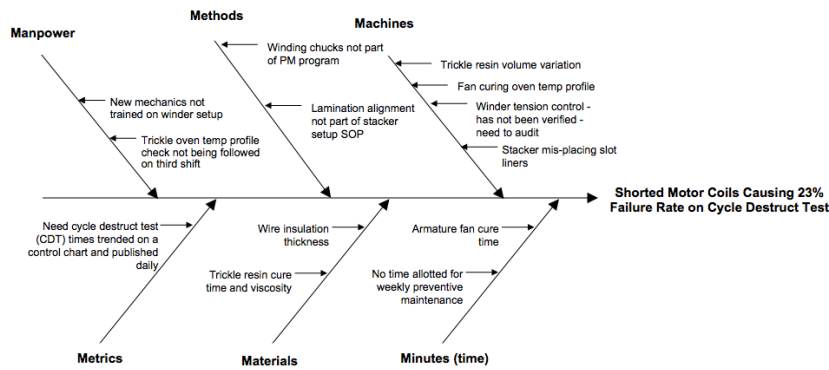 Manpower
Methods
Machines
Winding chucks not part
of PM program
Trickle resin volume variation
Fan curing oven temp profile
New mechanics not
trained on winder setup
Lamination alignment
not part of stacker
setup SOP
Winder tension control -
has not been verified -
need to audit
Trickle oven temp profile
check not being followed
on third shift
Stacker mis-placing slot
liners
Shorted Motor Coils Causing 23%
Failure Rate on Cycle Destruct Test
Need cycle destruct test
(CDT) times trended on a
control chart and published
daily
Wire insulation
thickness
Armature fan cure
time
Trickle resin cure
time and viscosity
No time allotted for
weekly preventive
maintenance
Metrics
Materials
Minutes (time)